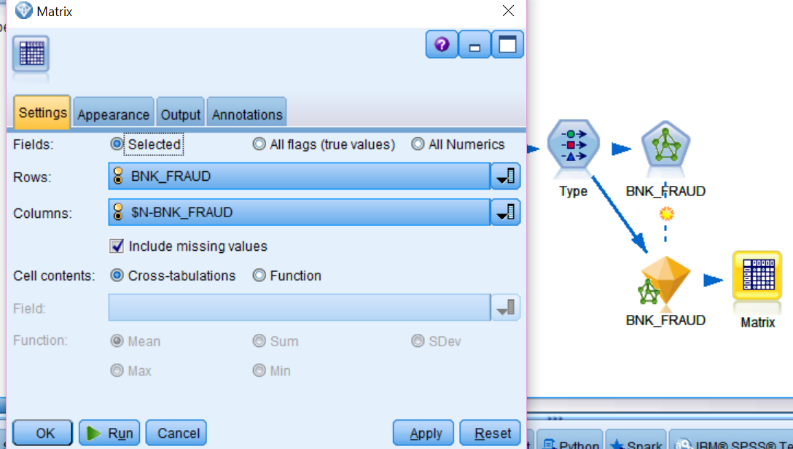 Matrix
Settings Appearance Output Annotations
Fields: Selected All flags (true values) All Numerics
Rows: BNK_FRAUD
Columns: $N-BNK_FRAUD
Include missing values
Cell contents: Cross-tabulations Function
Field:
Function: Mean Sum SDev
Max Min
OK Run Cancel Apply Reset
Type BNK_FRAUD
BNK_FRAUD Matrix
Python Spark IBM® SPSS®